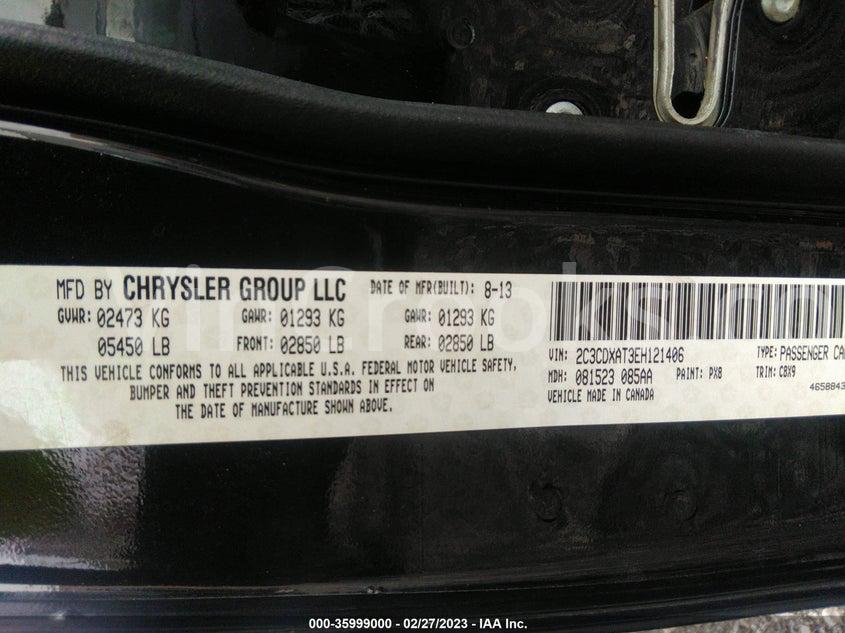 MFD BY CHRYSLER GROUP LLC DATE OF MFR(BUILT): 8-13
GVWR: 02473 KG GAWR: 01293 KG GAWR: 01293 KG
05450 LB FRONT: 02850 LB REAR: 02850 LB
THIS VEHICLE CONFORMS TO ALL APPLICABLE U.S.A. FEDERAL MOTOR VEHICLE SAFETY,
BUMPER AND THEFT PREVENTION STANDARDS IN EFFECT ON
THE DATE OF MANUFACTURE SHOWN ABOVE.
VIN: 2C3CDXAT3EH121406 TYPE: PASSENGER CAR
MDH: 081523 085AA PAINT: PX8 TRIM: C8X9
VEHICLE MADE IN CANADA 4658843
000-35999000 - 02/27/2023 - IAA Inc.